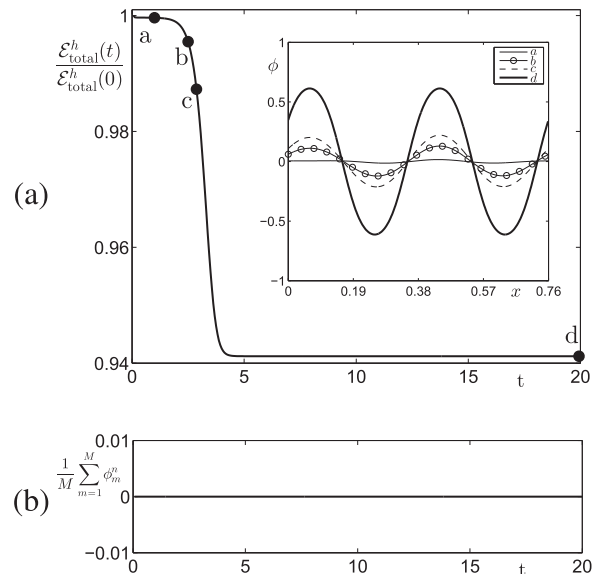 1
0.98
0.96
0.94
0
5
10
15
20
t
(a)
ℰ^h_total(t)
ℰ^h_total(0)
a
b
c
d
ϕ
1
0.5
0
−0.5
−1
0
0.19
0.38
0.57
x
0.76
a
b
c
d
(b)
0.01
0
−0.01
1/M ∑_{m=1}^{M} ϕ_m^n
0
5
10
15
t
20